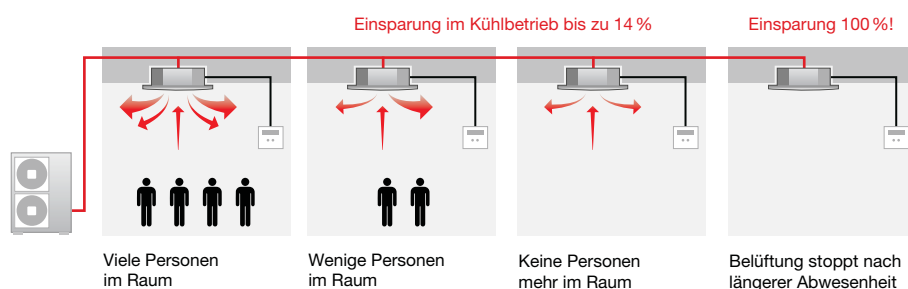 Einsparung im Kühlbetrieb bis zu 14 %
Einsparung 100 %!
Viele Personen
im Raum
Wenige Personen
im Raum
Keine Personen
mehr im Raum
Belüftung stoppt nach
längerer Abwesenheit